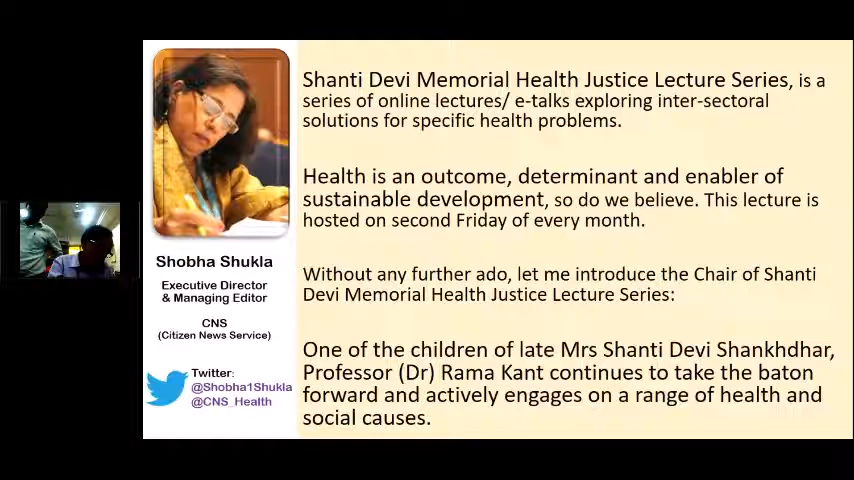 Shobha Shukla
Executive Director
& Managing Editor
CNS
(Citizen News Service)
Twitter:
@Shobha1Shukla
@CNS_Health
Shanti Devi Memorial Health Justice Lecture Series, is a
series of online lectures/ e-talks exploring inter-sectoral
solutions for specific health problems.
Health is an outcome, determinant and enabler of
sustainable development, so do we believe. This lecture is
hosted on second Friday of every month.
Without any further ado, let me introduce the Chair of Shanti
Devi Memorial Health Justice Lecture Series:
One of the children of late Mrs Shanti Devi Shankhdhar,
Professor (Dr) Rama Kant continues to take the baton
forward and actively engages on a range of health and
social causes.